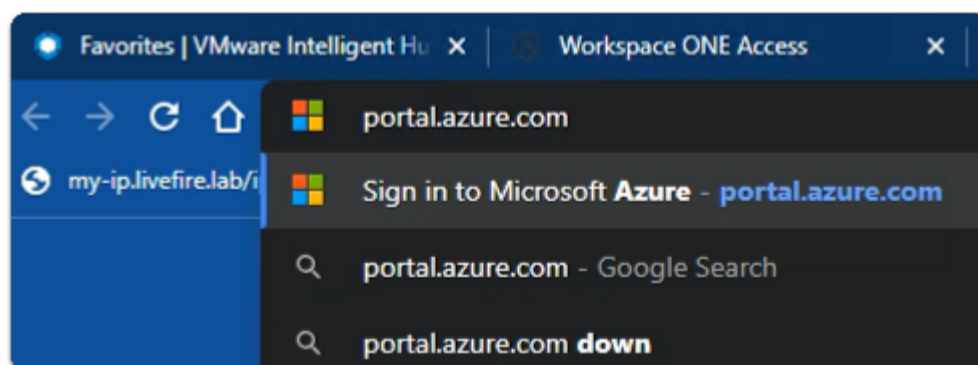 Favorites | VMware Intelligent Hu Workspace ONE Access
portal.azure.com
my-ip.livefire.lab/i
Sign in to Microsoft Azure - portal.azure.com
portal.azure.com - Google Search
portal.azure.com down